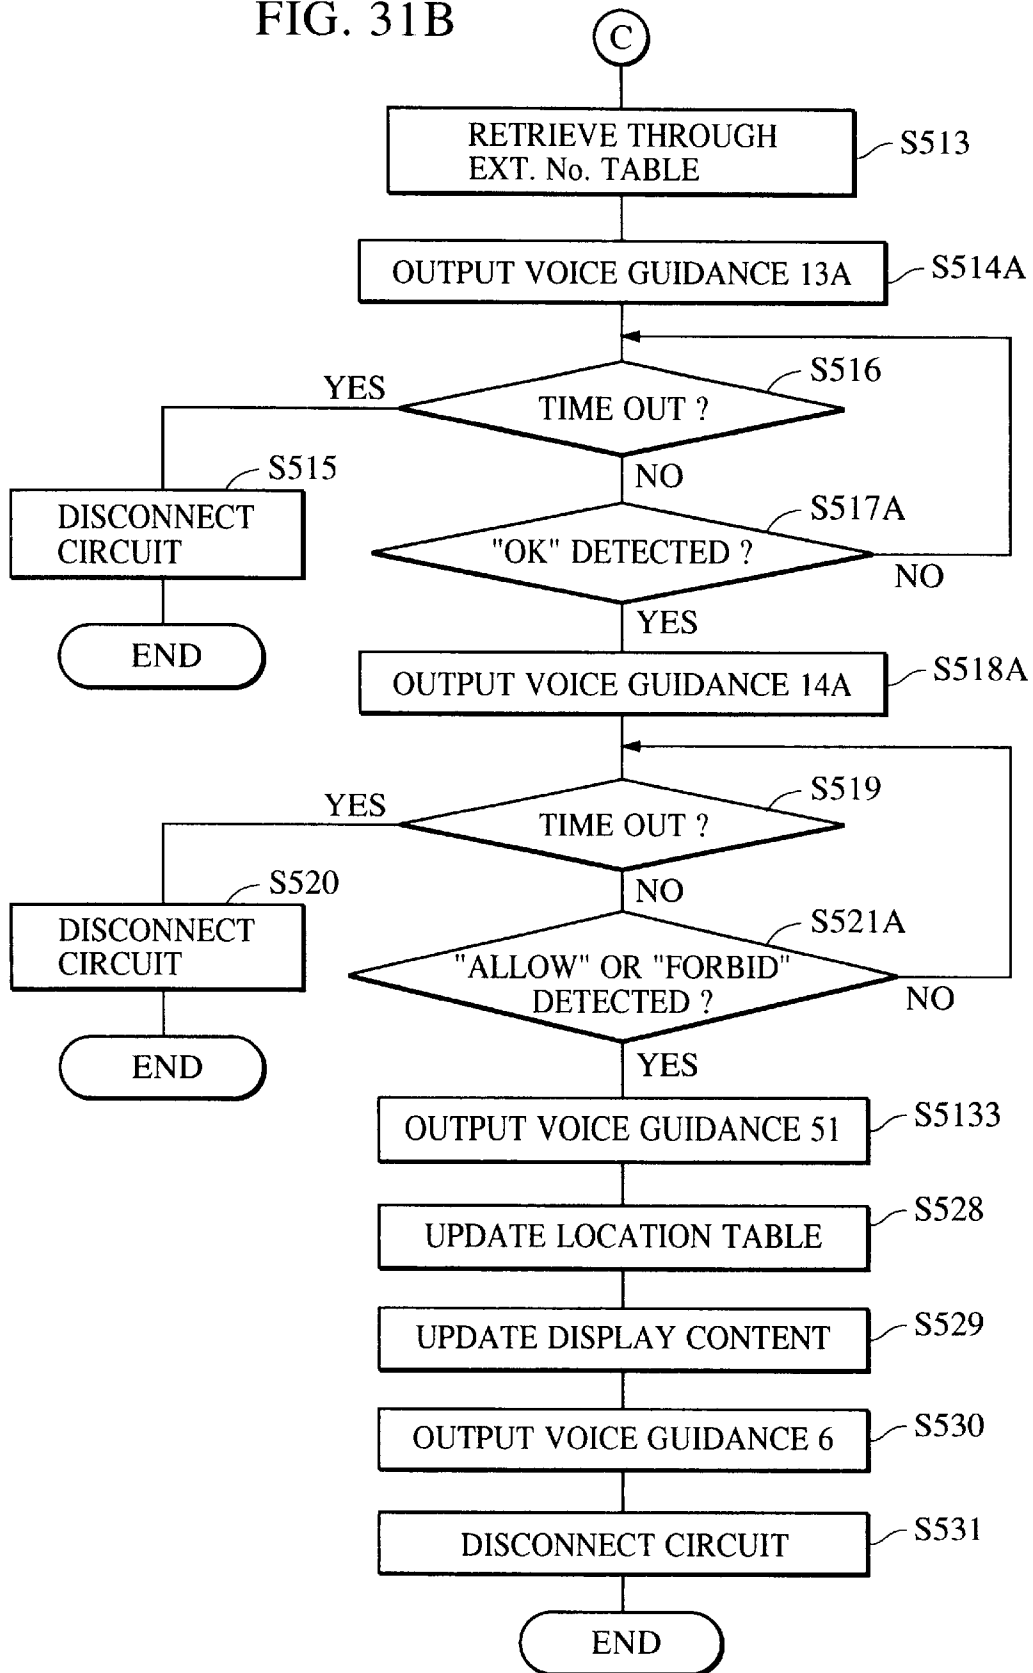 FIG. 31B
C
RETRIEVE THROUGH
EXT. No. TABLE
S513
OUTPUT VOICE GUIDANCE 13A
S514A
S516
YES
TIME OUT ?
NO
S515
DISCONNECT
CIRCUIT
END
S517A
"OK" DETECTED ?
NO
YES
OUTPUT VOICE GUIDANCE 14A
S518A
S519
YES
TIME OUT ?
NO
S520
DISCONNECT
CIRCUIT
END
S521A
"ALLOW" OR "FORBID"
DETECTED ?
NO
YES
OUTPUT VOICE GUIDANCE 51
S5133
UPDATE LOCATION TABLE
S528
UPDATE DISPLAY CONTENT
S529
OUTPUT VOICE GUIDANCE 6
S530
DISCONNECT CIRCUIT
S531
END